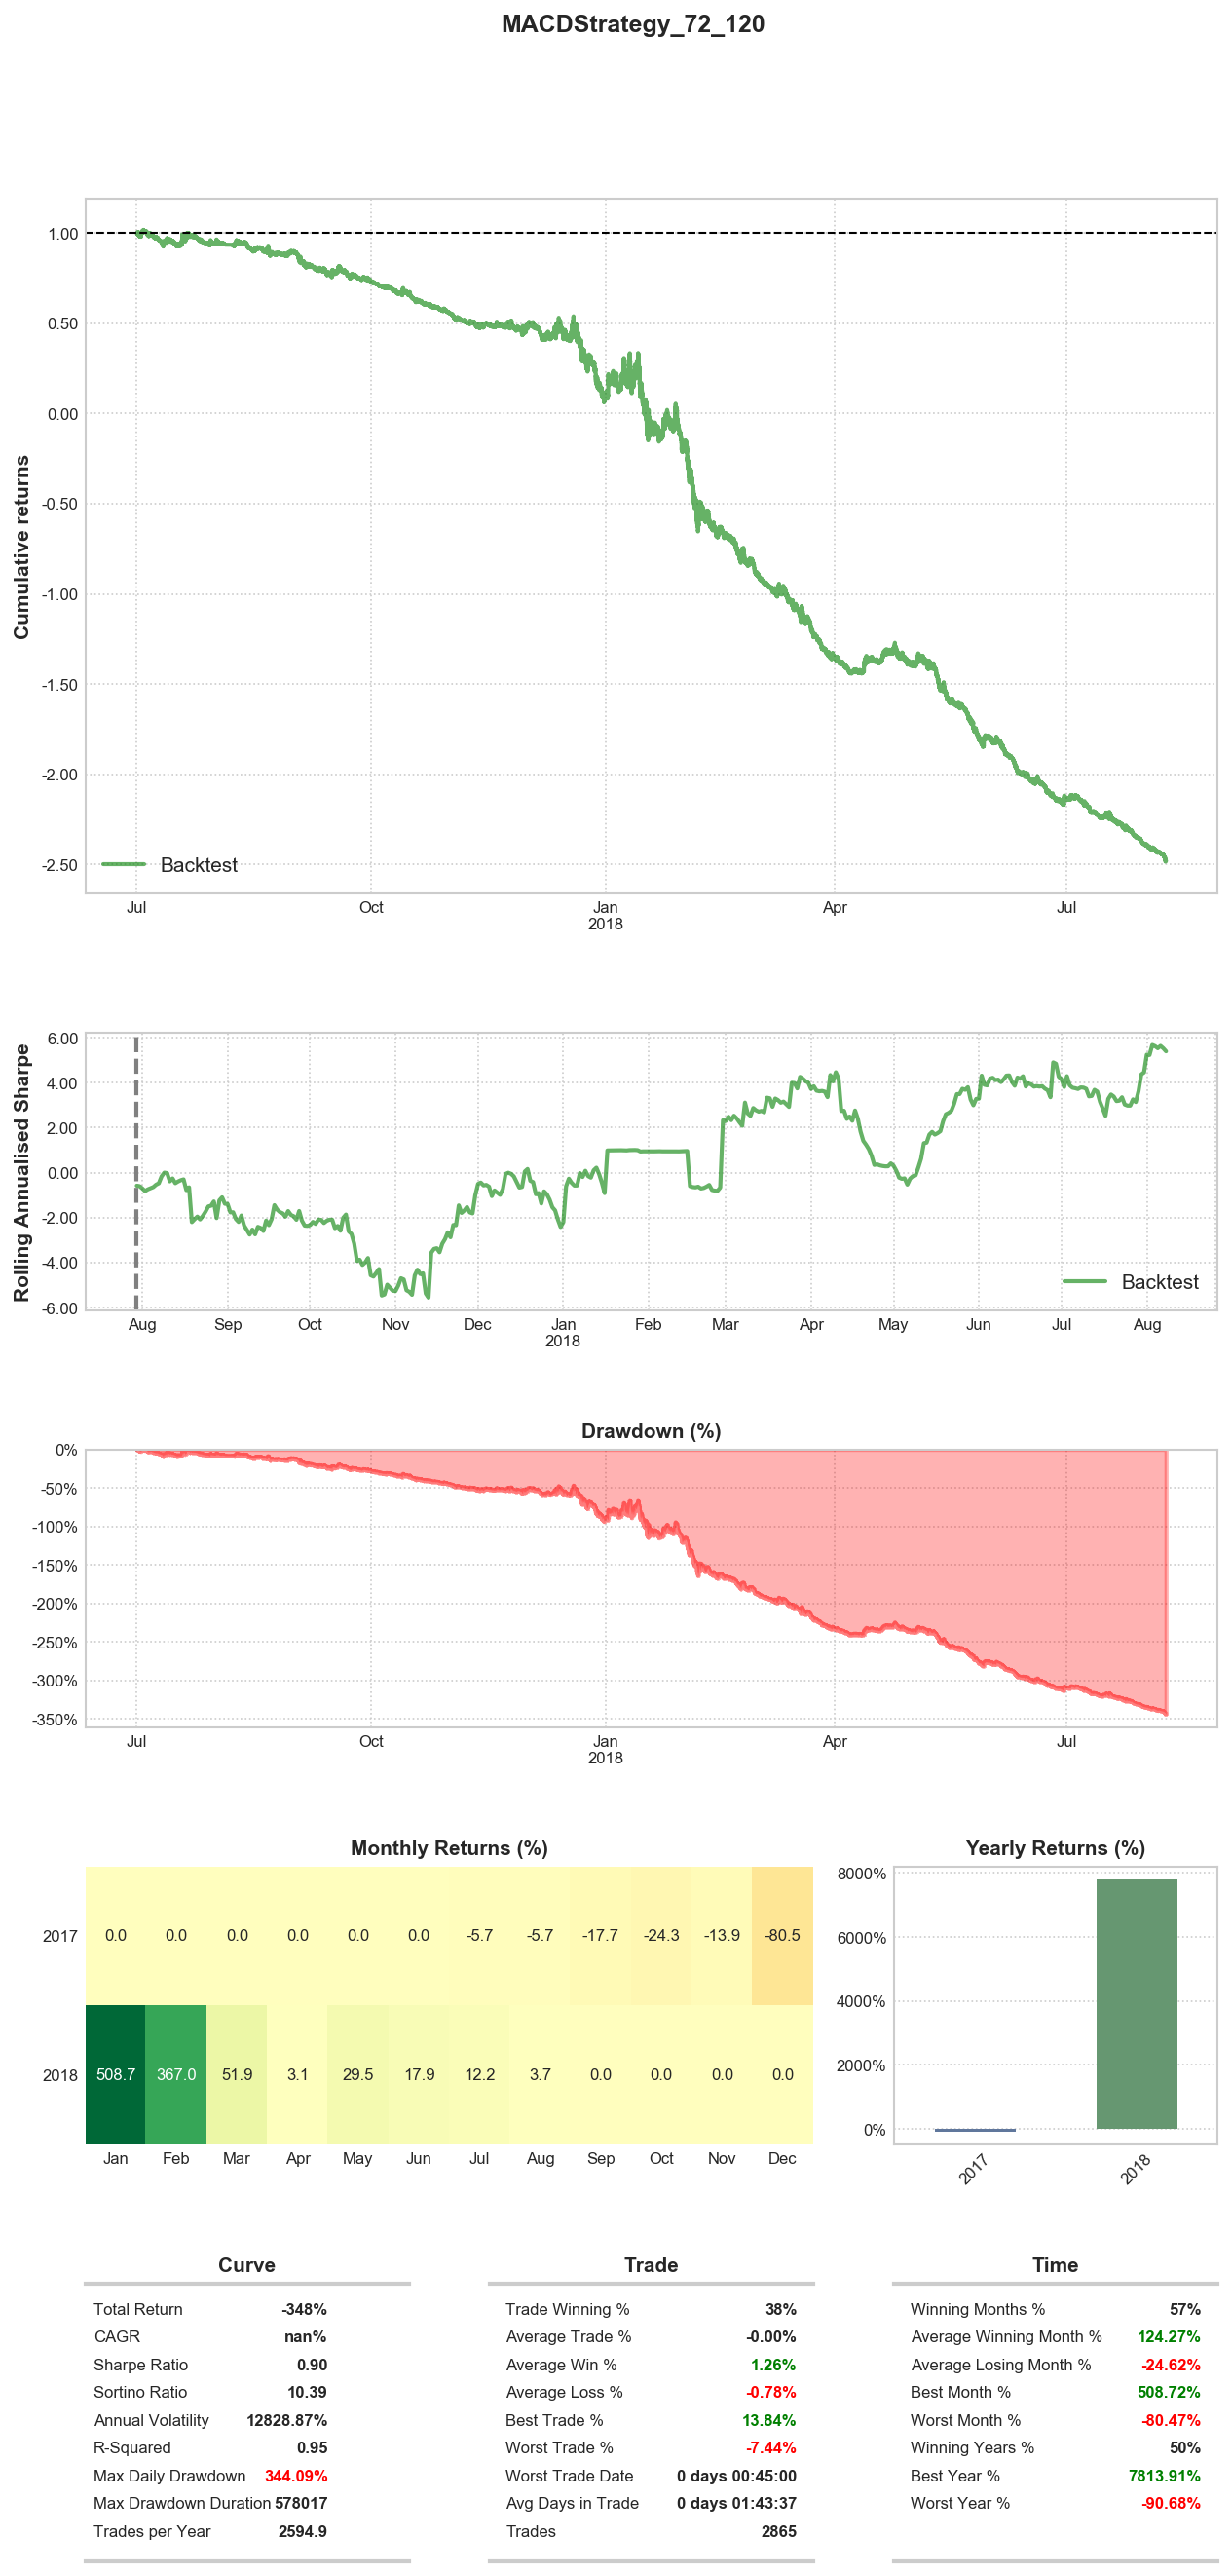 MACDStrategy_72_120
Cumulative returns
1.00
0.50
0.00
-0.50
-1.00
-1.50
-2.00
-2.50
Backtest
Jul Oct Jan Apr Jul
2018
Rolling Annualised Sharpe
6.00
4.00
2.00
0.00
-2.00
-4.00
-6.00
Backtest
Aug Sep Oct Nov Dec Jan Feb Mar Apr May Jun Jul Aug
2018
Drawdown (%)
0%
-50%
-100%
-150%
-200%
-250%
-300%
-350%
Jul Oct Jan Apr Jul
2018
Monthly Returns (%)
2017 0.0 0.0 0.0 0.0 0.0 0.0 -5.7 -5.7 -17.7 -24.3 -13.9 -80.5
2018 508.7 367.0 51.9 3.1 29.5 17.9 12.2 3.7 0.0 0.0 0.0 0.0
Jan Feb Mar Apr May Jun Jul Aug Sep Oct Nov Dec
Yearly Returns (%)
8000%
6000%
4000%
2000%
0%
2017 2018
Curve
Total Return -348%
CAGR nan%
Sharpe Ratio 0.90
Sortino Ratio 10.39
Annual Volatility 12828.87%
R-Squared 0.95
Max Daily Drawdown 344.09%
Max Drawdown Duration 578017
Trades per Year 2594.9
Trade
Trade Winning % 38%
Average Trade % -0.00%
Average Win % 1.26%
Average Loss % -0.78%
Best Trade % 13.84%
Worst Trade % -7.44%
Worst Trade Date 0 days 00:45:00
Avg Days in Trade 0 days 01:43:37
Trades 2865
Time
Winning Months % 57%
Average Winning Month % 124.27%
Average Losing Month % -24.62%
Best Month % 508.72%
Worst Month % -80.47%
Winning Years % 50%
Best Year % 7813.91%
Worst Year % -90.68%